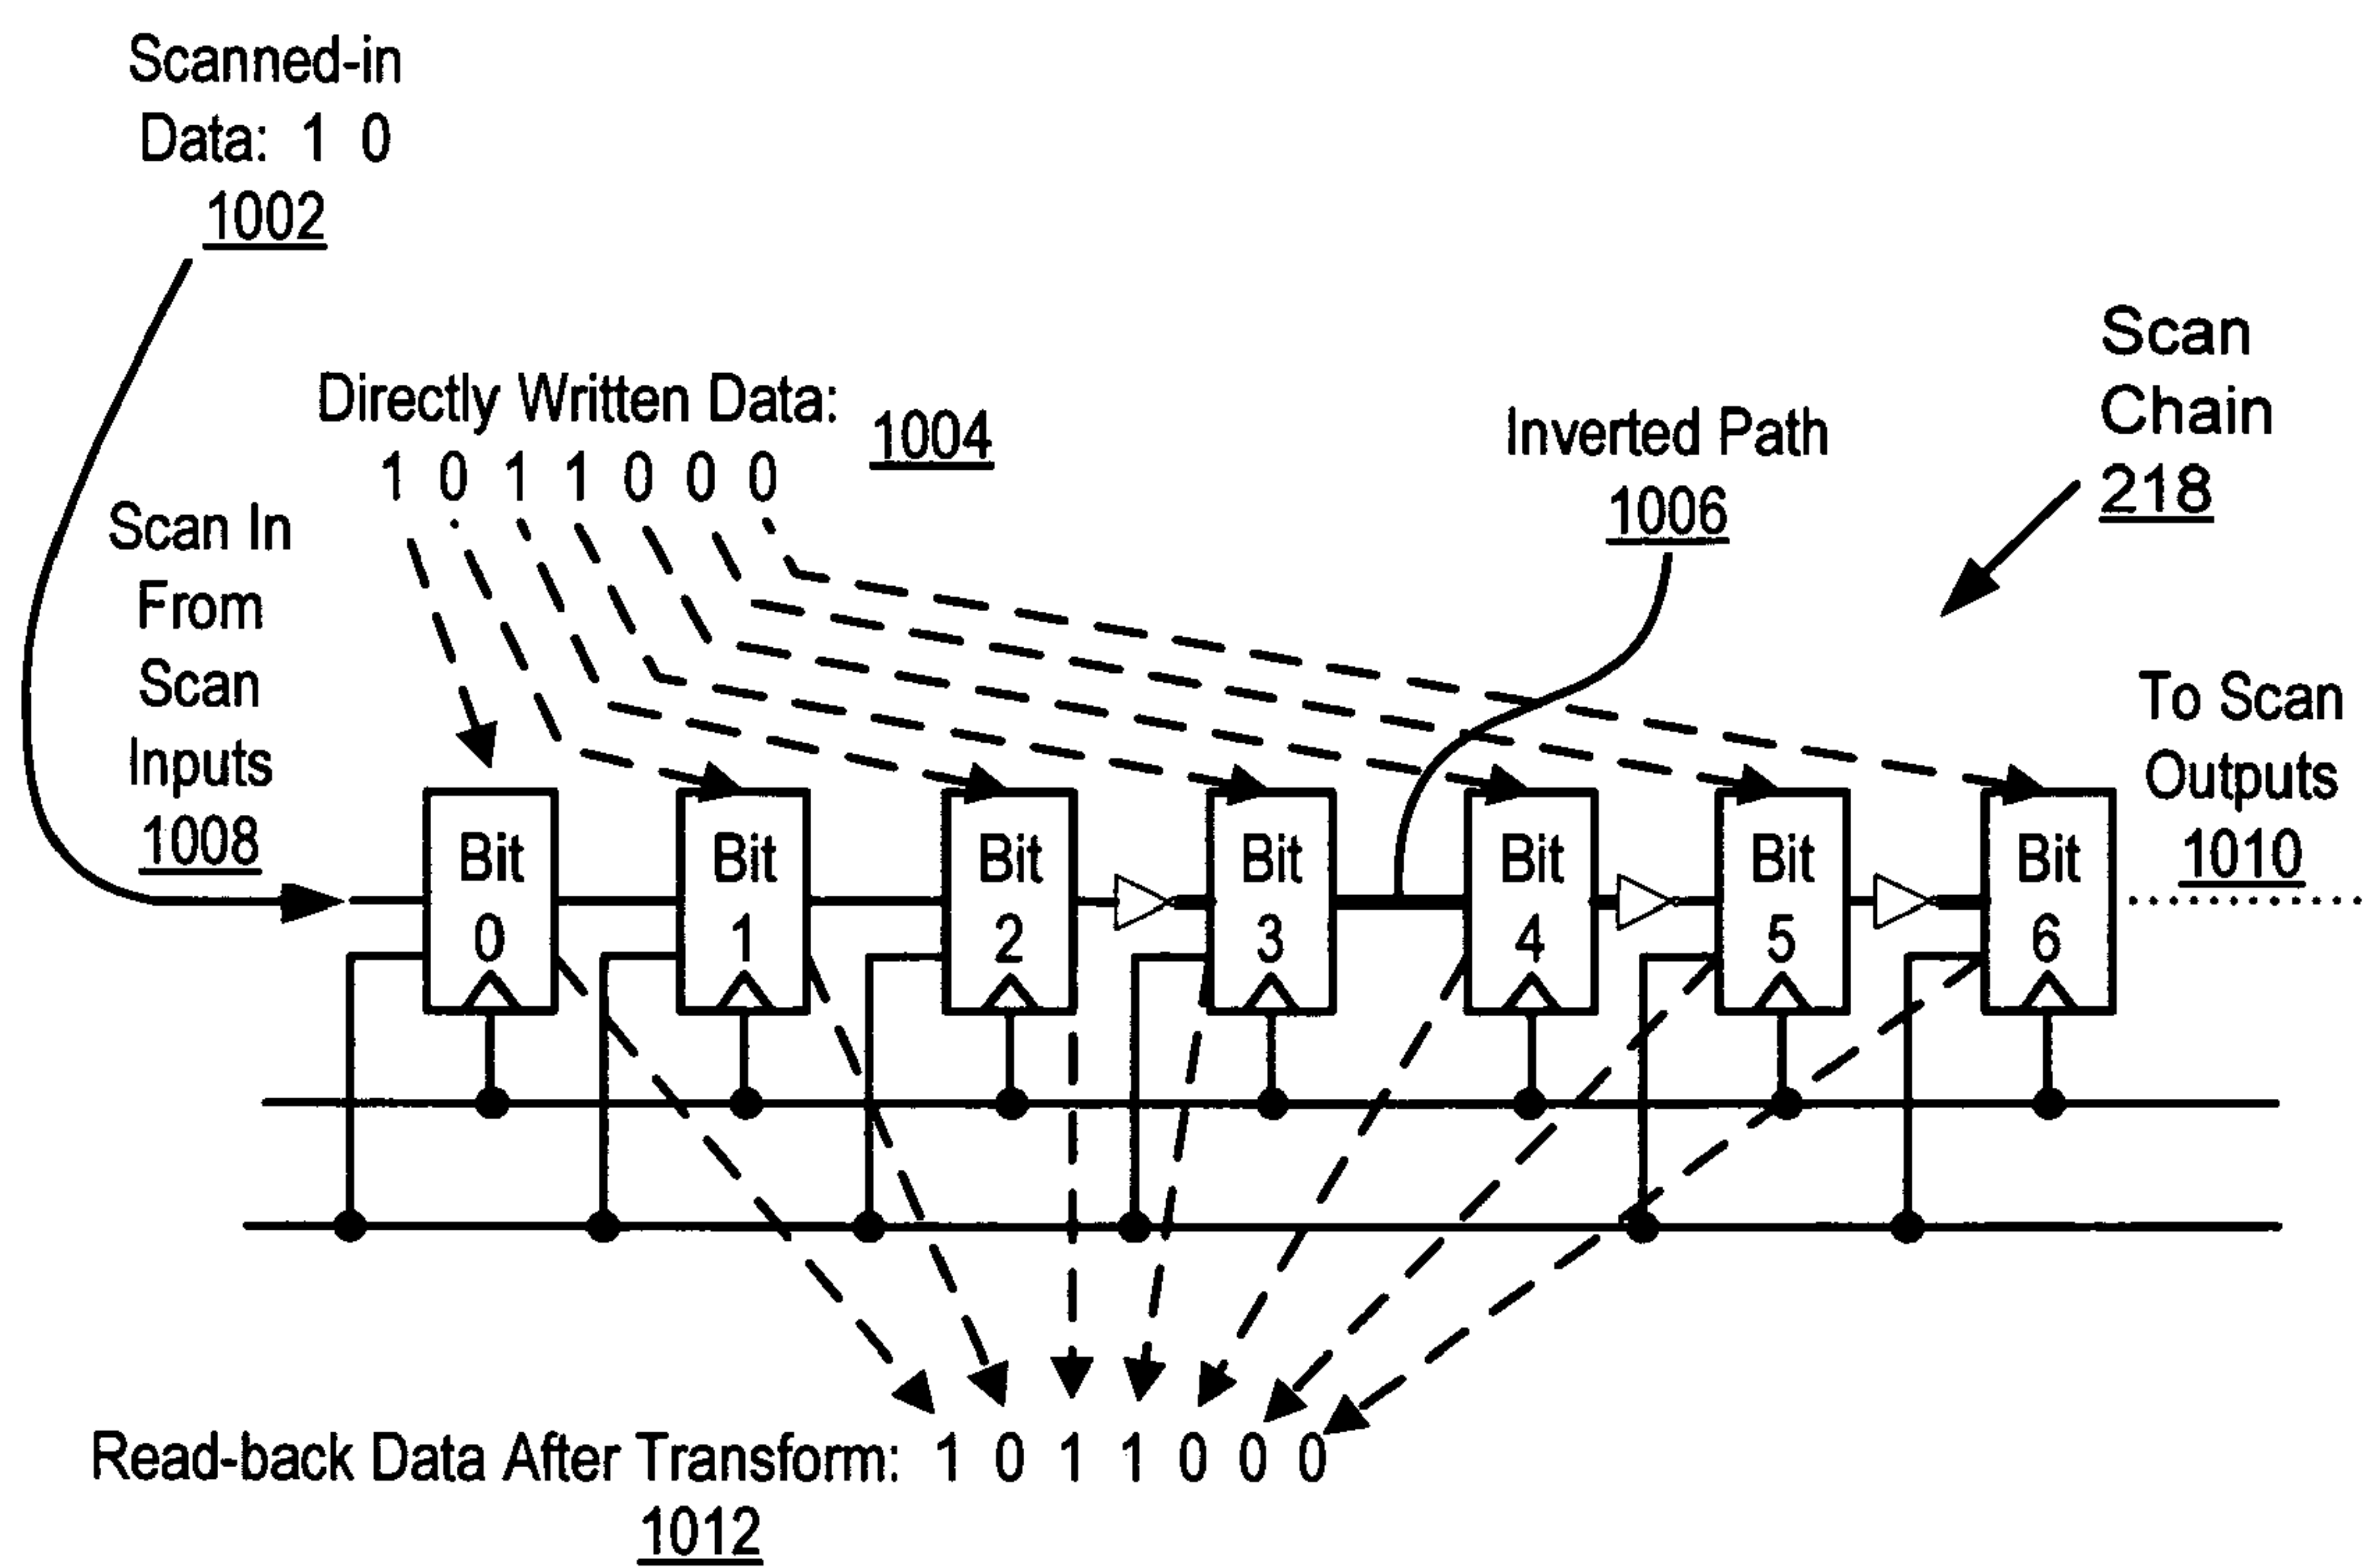 Scanned-in
Data: 1 0
1002
Directly Written Data:
1004
1 0 1 1 0 0 0
Inverted Path
1006
Scan
Chain
218
Scan In
From
Scan
Inputs
1008
To Scan
Outputs
1010
Bit
0
Bit
1
Bit
2
Bit
3
Bit
4
Bit
5
Bit
6
Read-back Data After Transform: 1 0 1 1 0 0 0
1012